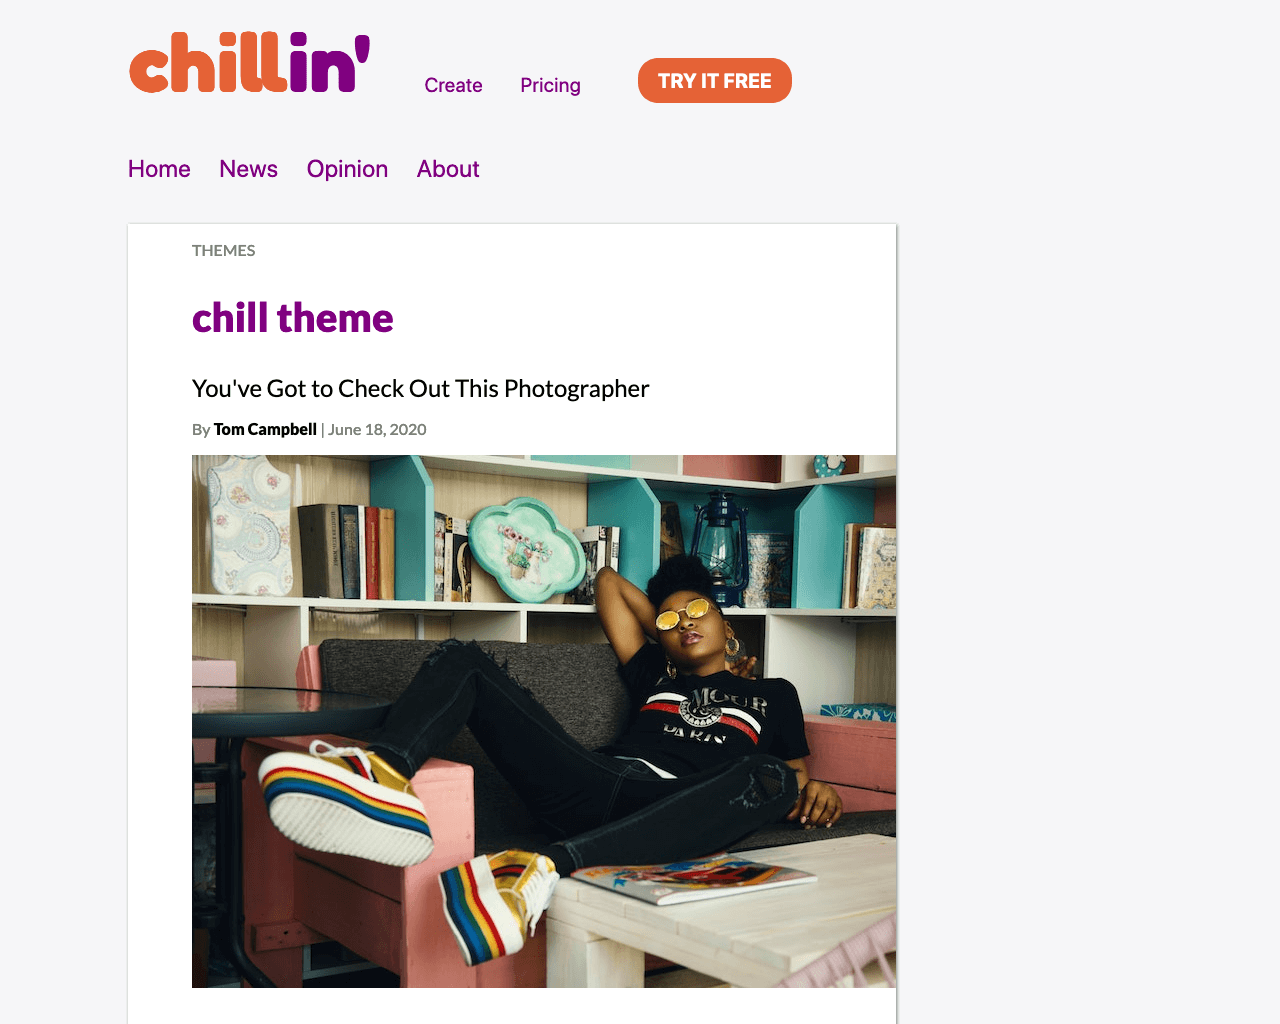 chillin'
Create Pricing TRY IT FREE
Home News Opinion About
THEMES
chill theme
You've Got to Check Out This Photographer
By Tom Campbell | June 18, 2020
MOUR
PARIS